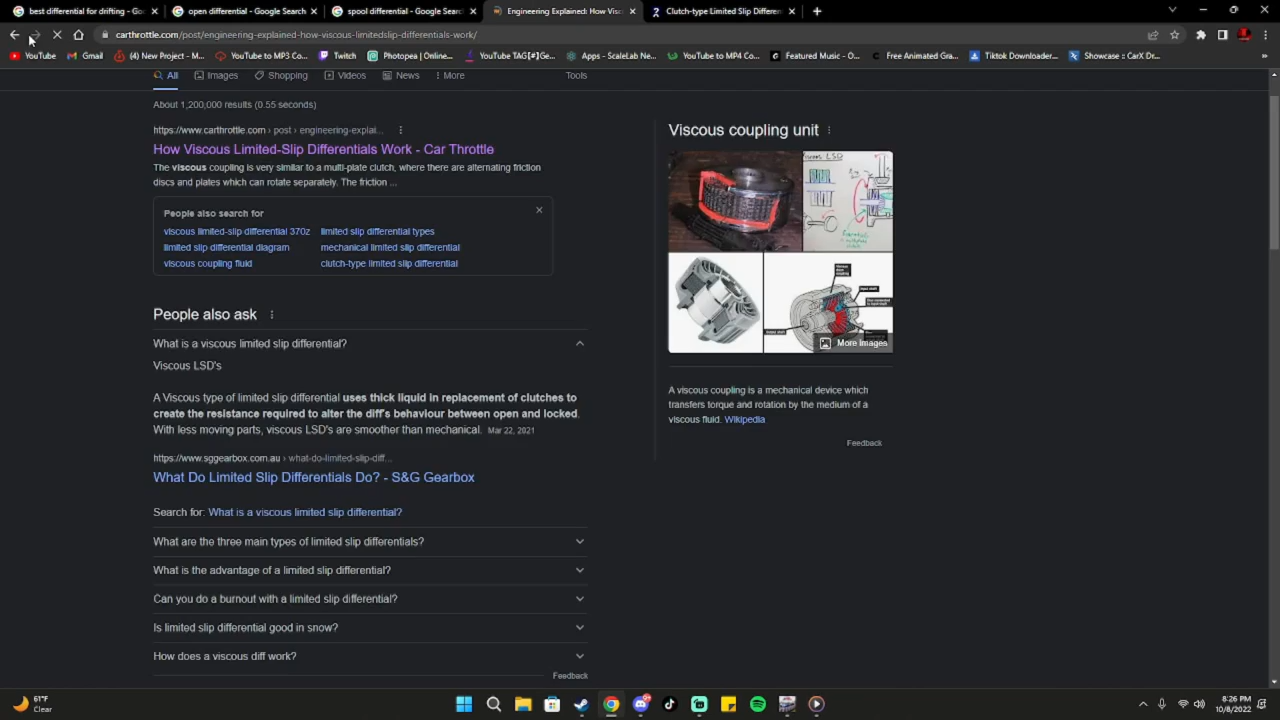 best differential for drifting - Goo
open differential - Google Search
spool differential - Google Search
Engineering Explained: How Visc
Clutch-type Limited Slip Differen
carthrottle.com/post/engineering-explained-how-viscous-limitedslip-differentials-work/
YouTube
Gmail
(4) New Project - M...
YouTube to MP3 Co...
Twitch
Photopea | Online...
YouTube TAG[#]Ge...
Apps - ScaleLab Ne...
YouTube to MP4 Co...
Featured Music - O...
Free Animated Gra...
Tiktok Downloader...
Showcase :: CarX Dr...
All
Images
Shopping
Videos
News
More
Tools
About 1,200,000 results (0.55 seconds)
https://www.carthrottle.com › post › engineering-explai...
How Viscous Limited-Slip Differentials Work - Car Throttle
The viscous coupling is very similar to a multi-plate clutch, where there are alternating friction
discs and plates which can rotate separately. The friction ...
People also search for
viscous limited-slip differential 370z
limited slip differential types
limited slip differential diagram
mechanical limited slip differential
viscous coupling fluid
clutch-type limited slip differential
People also ask
What is a viscous limited slip differential?
Viscous LSD's
A Viscous type of limited slip differential uses thick liquid in replacement of clutches to
create the resistance required to alter the diff's behaviour between open and locked.
With less moving parts, viscous LSD's are smoother than mechanical. Mar 22, 2021
https://www.sggearbox.com.au › what-do-limited-slip-diff...
What Do Limited Slip Differentials Do? - S&G Gearbox
Search for: What is a viscous limited slip differential?
What are the three main types of limited slip differentials?
What is the advantage of a limited slip differential?
Can you do a burnout with a limited slip differential?
Is limited slip differential good in snow?
How does a viscous diff work?
Feedback
Viscous coupling unit
More images
A viscous coupling is a mechanical device which
transfers torque and rotation by the medium of a
viscous fluid. Wikipedia
Feedback
61°F
Clear
8:26 PM
10/8/2022